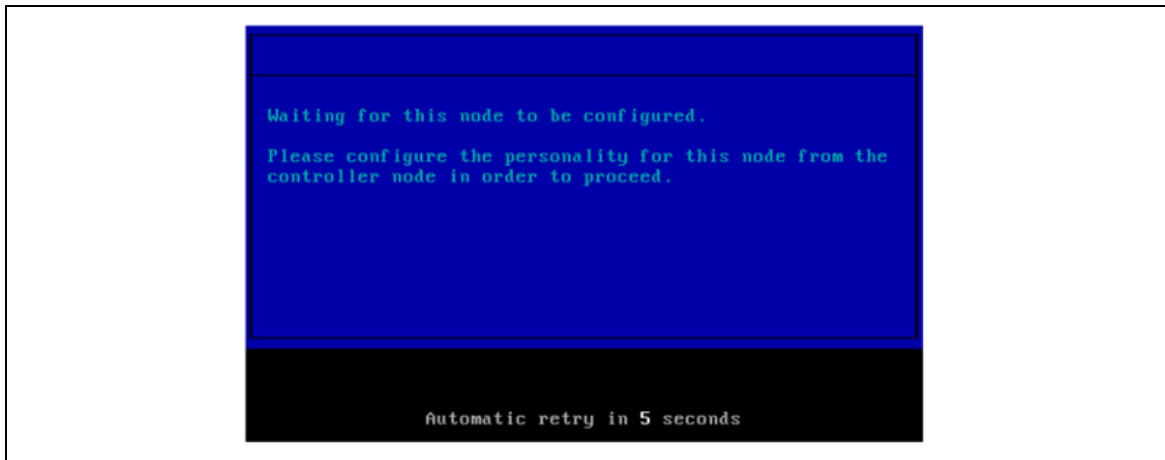 Waiting for this node to be configured.
Please configure the personality for this node from the
controller node in order to proceed.
Automatic retry in 5 seconds